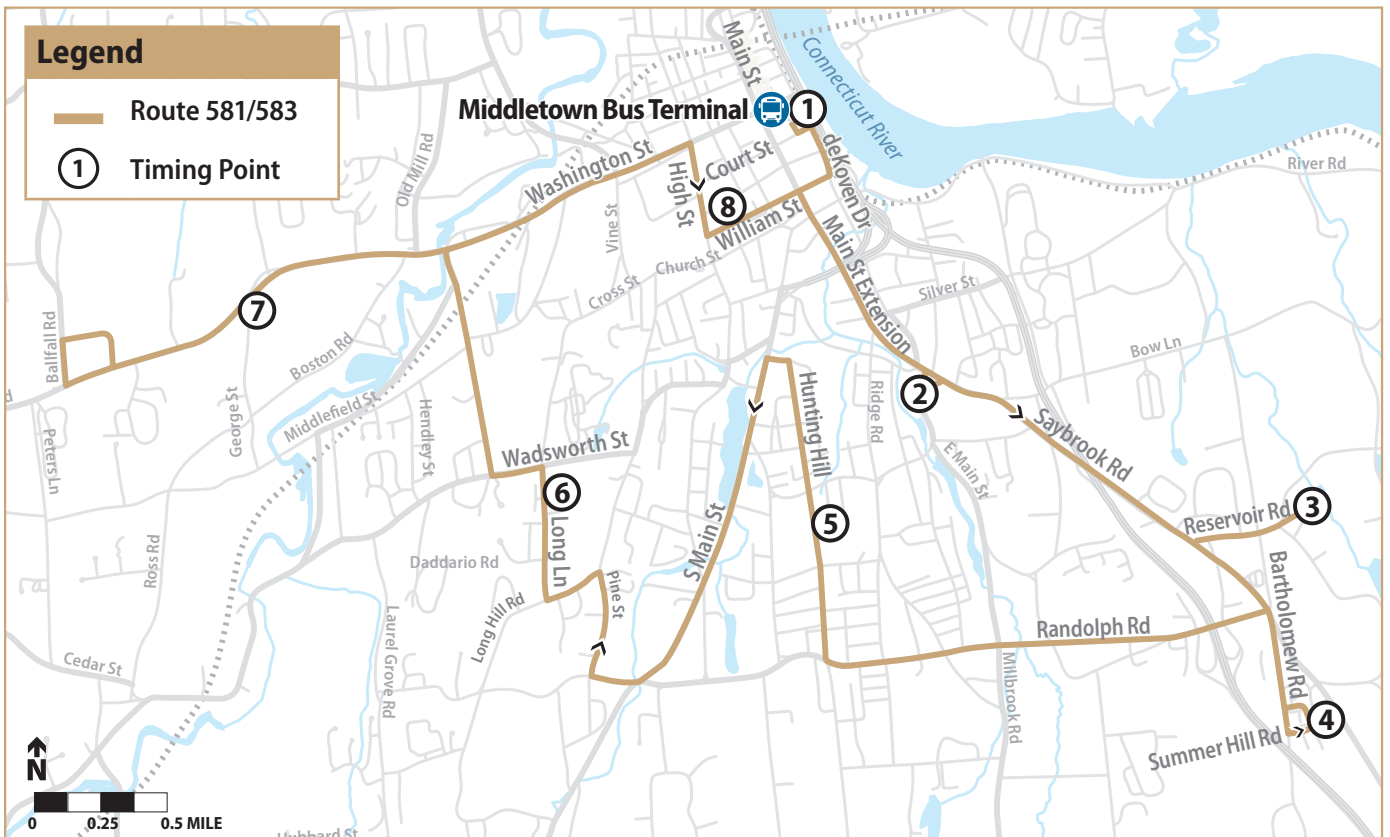 Legend
Route 581/583
1
Timing Point
Main St
Connecticut River
Middletown Bus Terminal
1
deKoven Dr
River Rd
Old Mill Rd
Washington St
Court St
High St
8
William St
Vine St
Church St
Cross St
Main St Extension
Silver St
7
Ballfall Rd
Boston Rd
Bow Ln
Middlefield St
George St
Petersln
d
Hendley St
Wadsworth St
Hunting Hill
Ridge Rd
2
Saybrook Rd
E Main St
6
Long Ln
5
S Main St
Reservoir Rd
3
Ross Rd
Daddario Rd
Pine St
Long Hill Rd
Laurel Grove Rd
Bartholomew Rd
Randolph Rd
Millbrook Rd
Cedar St
4
Summer Hill Rd
N
0 0.25 0.5 MILE
Hubbard St